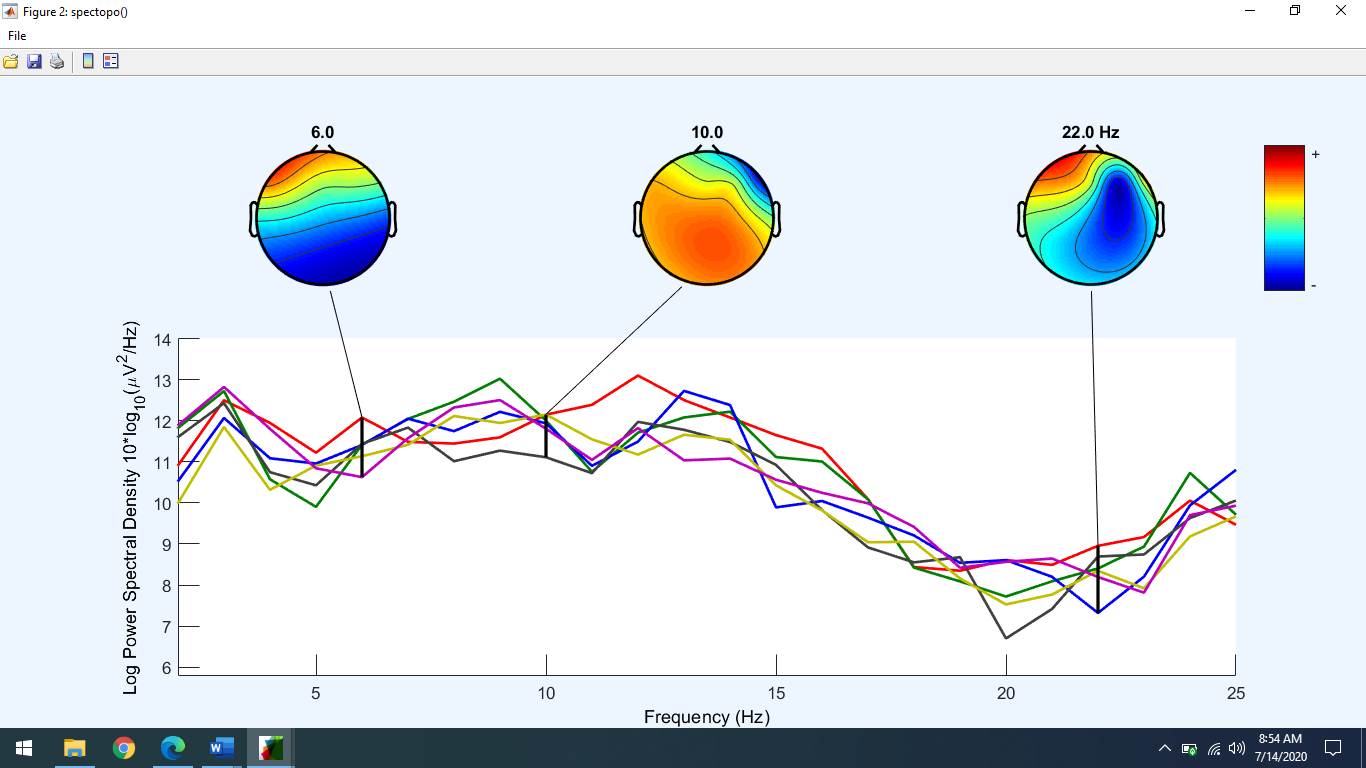 Figure 2: spectopo()
File
6.0
10.0
22.0 Hz
+
-
Log Power Spectral Density 10*log10(μV2/Hz)
14
13
12
11
10
9
8
7
6
5
10
15
20
25
Frequency (Hz)
W
8:54 AM
7/14/2020